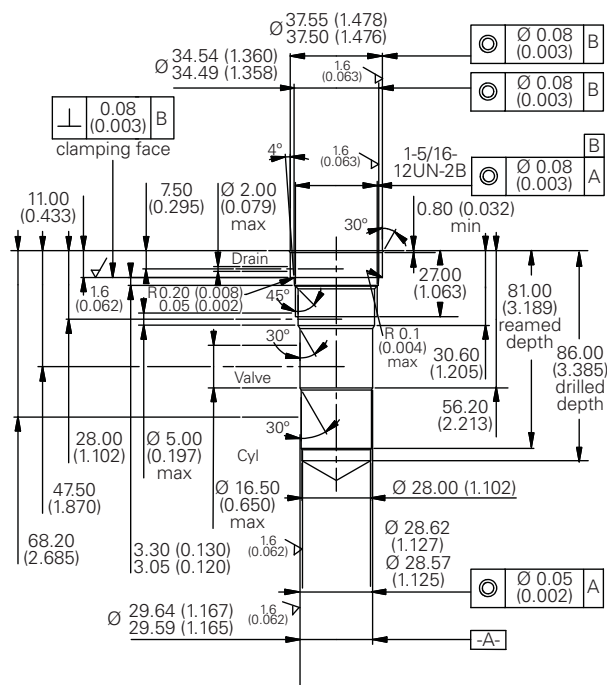 Ø 37.55 (1.478)
37.50 (1.476)
Ø 34.54 (1.360)
34.49 (1.358)
1.6
(0.063)
◎ Ø 0.08 (0.003) B
◎ Ø 0.08 (0.003) B
⊥ 0.08 (0.003) B
clamping face
4°
1.6
(0.063)
1-5/16-
12UN-2B
B
◎ Ø 0.08 (0.003) A
11.00
(0.433)
7.50
(0.295)
Ø 2.00
(0.079)
max
30°
0.80 (0.032)
min
Drain
1.6
(0.062)
R 0.20 (0.008)
0.05 (0.002)
45°
27.00
(1.063)
81.00
(3.189)
reamed
depth
R 0.1
(0.004)
max
30°
30.60
(1.205)
86.00
(3.385)
drilled
depth
Valve
56.20
(2.213)
28.00
(1.102)
Ø 5.00
(0.197)
max
30°
Cyl
47.50
(1.870)
Ø 16.50
(0.650)
max
Ø 28.00 (1.102)
68.20
(2.685)
3.30 (0.130)
3.05 (0.120)
1.6
(0.062)
Ø 28.62
(1.127)
Ø 28.57
(1.125)
◎ Ø 0.05 (0.002) A
Ø 29.64 (1.167)
29.59 (1.165)
1.6
(0.062)
-A-